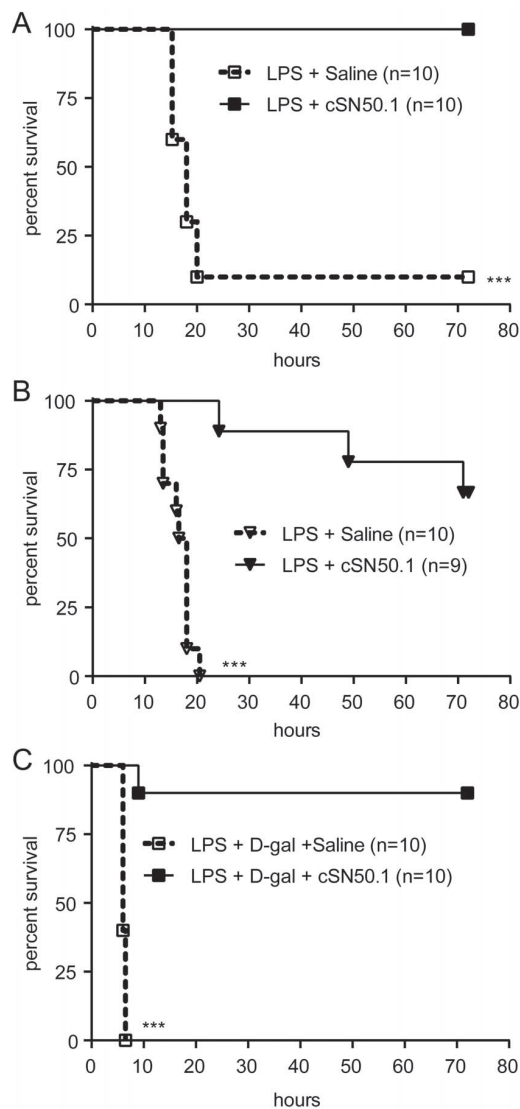 A
100
75
50
25
0
percent survival
LPS + Saline (n=10)
LPS + cSN50.1 (n=10)
***
0 10 20 30 40 50 60 70 80
hours
B
100
75
50
25
0
percent survival
LPS + Saline (n=10)
LPS + cSN50.1 (n=9)
***
0 10 20 30 40 50 60 70 80
hours
C
100
75
50
25
0
percent survival
LPS + D-gal +Saline (n=10)
LPS + D-gal + cSN50.1 (n=10)
***
0 10 20 30 40 50 60 70 80
hours